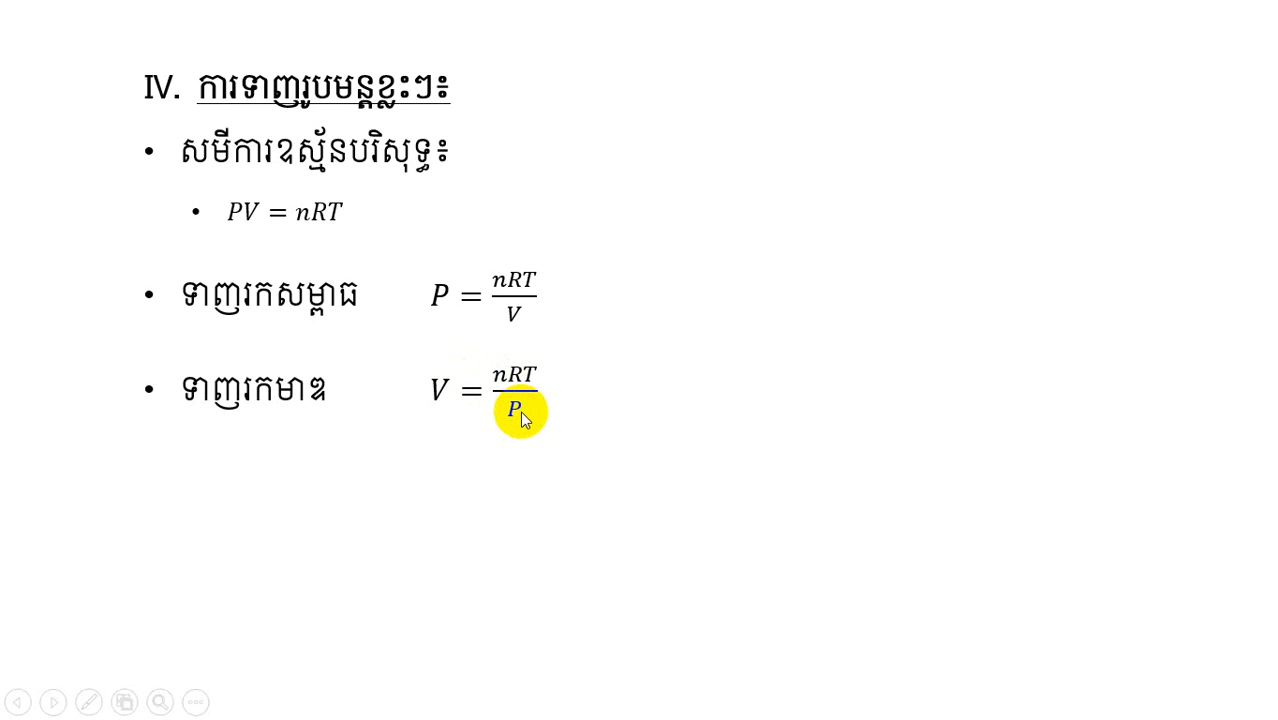 IV. ការទាញរូបមន្តខ្លះៗ៖
• សមីការឧស្ម័នបរិសុទ្ធ៖
• PV = nRT
• ទាញរកសម្ពាធ P = nRT/V
• ទាញរកមាឌ V = nRT/P